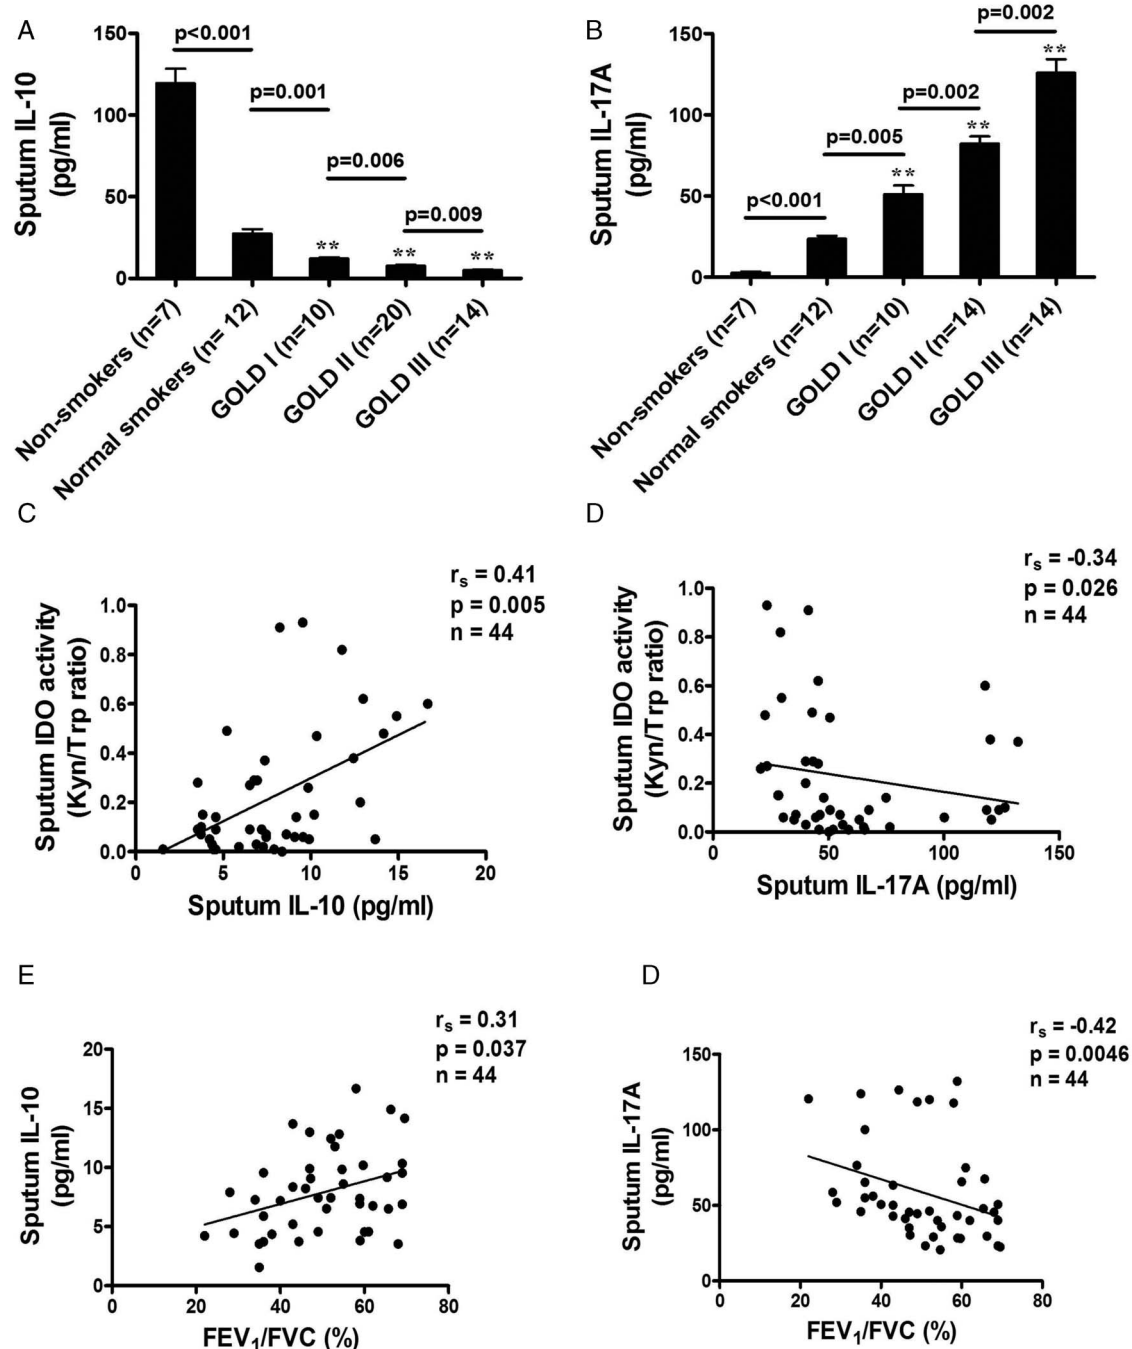 A
Sputum IL-10
(pg/ml)
150
100
50
0
p<0.001
p=0.001
p=0.006
p=0.009
**
**
**
Non-smokers (n=7)
Normal smokers (n= 12)
GOLD I (n=10)
GOLD II (n=20)
GOLD III (n=14)
B
Sputum IL-17A
(pg/ml)
150
100
50
0
p<0.001
p=0.005
p=0.002
p=0.002
**
**
**
Non-smokers (n=7)
Normal smokers (n=12)
GOLD I (n=10)
GOLD II (n=14)
GOLD III (n=14)
C
rs = 0.41
p = 0.005
n = 44
Sputum IDO activity
(Kyn/Trp ratio)
1.0
0.8
0.6
0.4
0.2
0.0
0 5 10 15 20
Sputum IL-10 (pg/ml)
D
rs = -0.34
p = 0.026
n = 44
Sputum IDO activity
(Kyn/Trp ratio)
1.0
0.8
0.6
0.4
0.2
0.0
0 50 100 150
Sputum IL-17A (pg/ml)
E
rs = 0.31
p = 0.037
n = 44
Sputum IL-10
(pg/ml)
20
15
10
5
0
0 20 40 60 80
FEV1/FVC (%)
D
rs = -0.42
p = 0.0046
n = 44
Sputum IL-17A
(pg/ml)
150
100
50
0
0 20 40 60 80
FEV1/FVC (%)